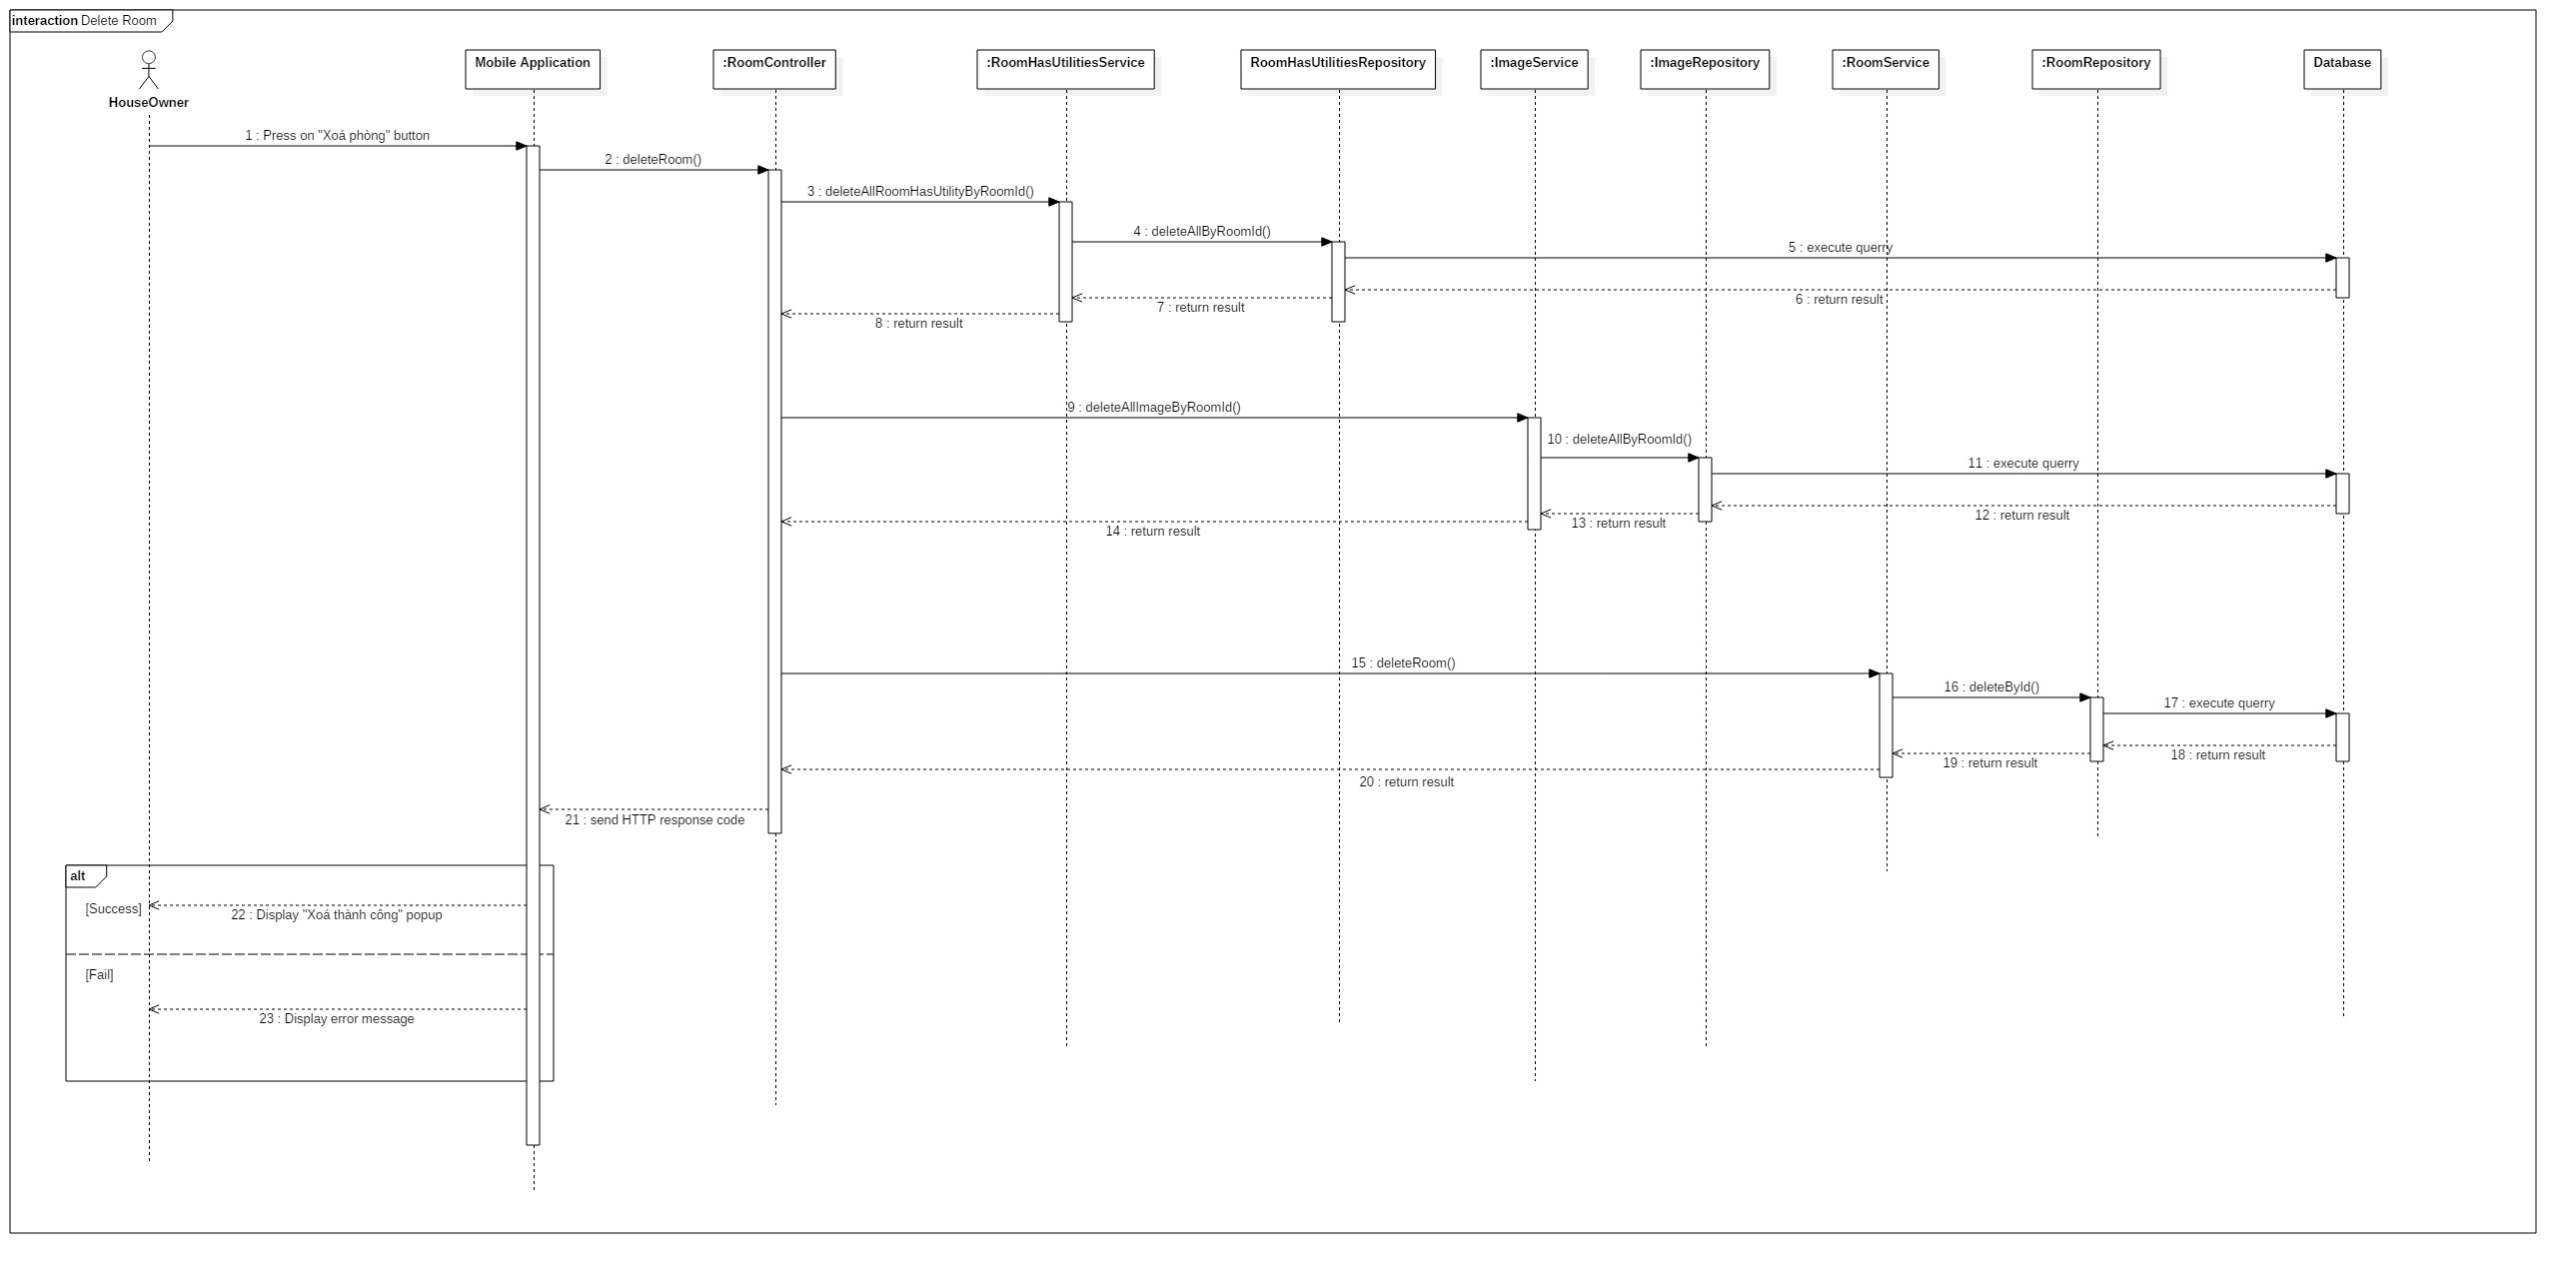 interaction Delete Room
HouseOwner
Mobile Application
:RoomController
:RoomHasUtilitiesService
RoomHasUtilitiesRepository
:ImageService
:ImageRepository
:RoomService
:RoomRepository
Database
1 : Press on "Xoá phòng" button
2 : deleteRoom()
3 : deleteAllRoomHasUtilityByRoomId()
4 : deleteAllByRoomId()
5 : execute querry
6 : return result
7 : return result
8 : return result
9 : deleteAllImageByRoomId()
10 : deleteAllByRoomId()
11 : execute querry
12 : return result
13 : return result
14 : return result
15 : deleteRoom()
16 : deleteById()
17 : execute querry
18 : return result
19 : return result
20 : return result
21 : send HTTP response code
alt
[Success]
22 : Display "Xoá thành công" popup
[Fail]
23 : Display error message